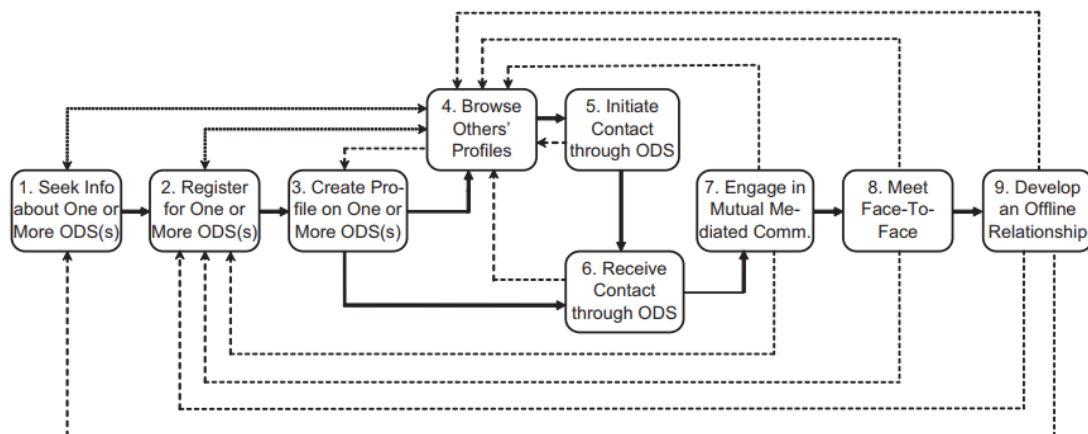 4. Browse
Others'
Profiles
5. Initiate
Contact
through ODS
1. Seek Info
about One or
More ODS(s)
2. Register
for One or
More ODS(s)
3. Create Pro-
file on One or
More ODS(s)
6. Receive
Contact
through ODS
7. Engage in
Mutual Me-
diated Comm.
8. Meet
Face-To-
Face
9. Develop
an Offline
Relationship